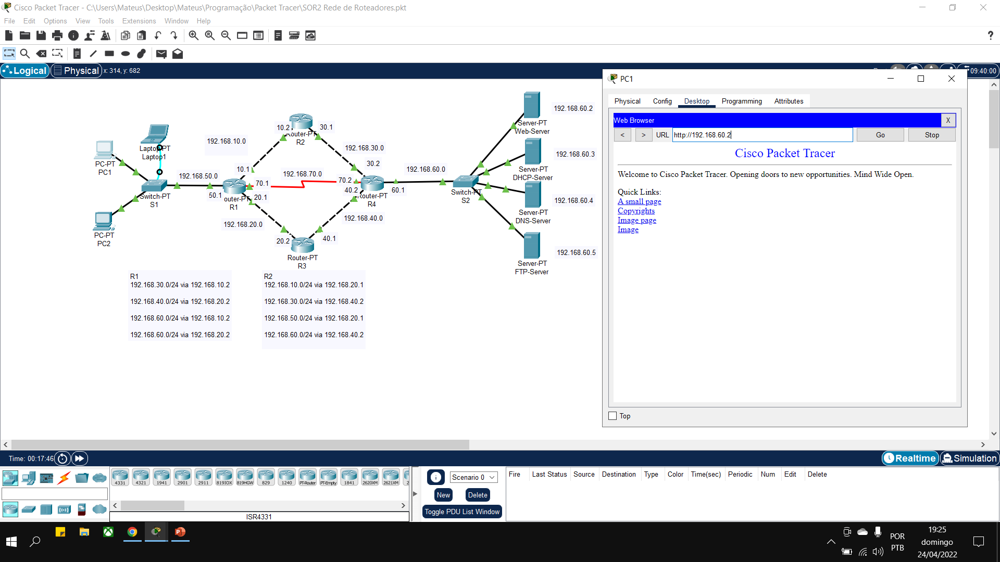 Cisco Packet Tracer - C:\Users\Mateus\Desktop\Mateus\Programação\Packet Tracer\SOR2 Rede de Roteadores.pkt
File Edit Options View Tools Extensions Window Help
?
Logical Physical x: 314, y: 682
09:40:00
PC1
Physical Config Desktop Programming Attributes
Web Browser X
< > URL http://192.168.60.2 Go Stop
Cisco Packet Tracer
Welcome to Cisco Packet Tracer. Opening doors to new opportunities. Mind Wide Open.
Quick Links:
A small page
Copyrights
Image page
Image
Top
Laptop-PT
Laptop1
PC-PT
PC1
PC-PT
PC2
Switch-PT
S1
192.168.50.0
50.1
192.168.10.0
10.1
10.2
30.1
Router-PT
R2
192.168.30.0
30.2
192.168.70.0
70.1
70.2
outer-PT
R1
20.1
192.168.20.0
20.2
40.1
Router-PT
R3
192.168.40.0
40.2
Router-PT
R4
60.1
192.168.60.0
Switch-PT
S2
Server-PT
Web-Server
192.168.60.2
Server-PT
DHCP-Server
192.168.60.3
Server-PT
DNS-Server
192.168.60.4
Server-PT
FTP-Server
192.168.60.5
R1
192.168.30.0/24 via 192.168.10.2
192.168.40.0/24 via 192.168.20.2
192.168.60.0/24 via 192.168.10.2
192.168.60.0/24 via 192.168.20.2
R2
192.168.10.0/24 via 192.168.20.1
192.168.30.0/24 via 192.168.40.2
192.168.50.0/24 via 192.168.20.1
192.168.60.0/24 via 192.168.40.2
Time: 00:17:46
Realtime Simulation
4331 4321 1941 2901 2911 819IOX 819HGW 829 1240 PT-Router PT-Empty 1841 2620XM 2621XM 2
ISR4331
Scenario 0
New Delete
Toggle PDU List Window
Fire Last Status Source Destination Type Color Time(sec) Periodic Num Edit Delete
POR
PTB
19:25
domingo
24/04/2022